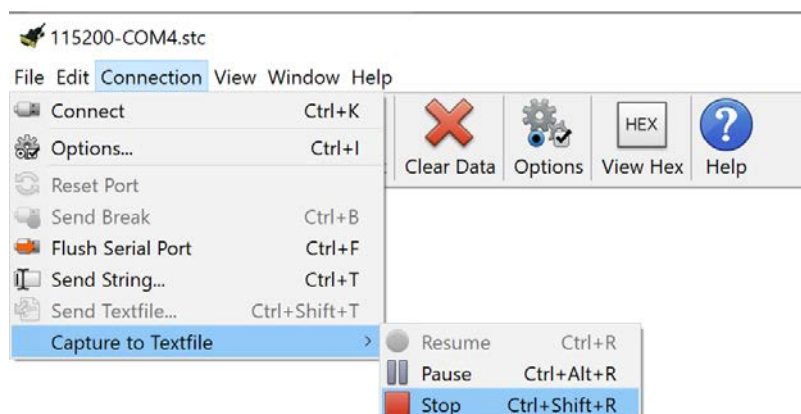 115200-COM4.stc
File Edit Connection View Window Help
Connect Ctrl+K
Options... Ctrl+I
Reset Port
Send Break Ctrl+B
Flush Serial Port Ctrl+F
Send String... Ctrl+T
Send Textfile... Ctrl+Shift+T
Capture to Textfile >
Clear Data Options View Hex Help
HEX
?
Resume Ctrl+R
Pause Ctrl+Alt+R
Stop Ctrl+Shift+R